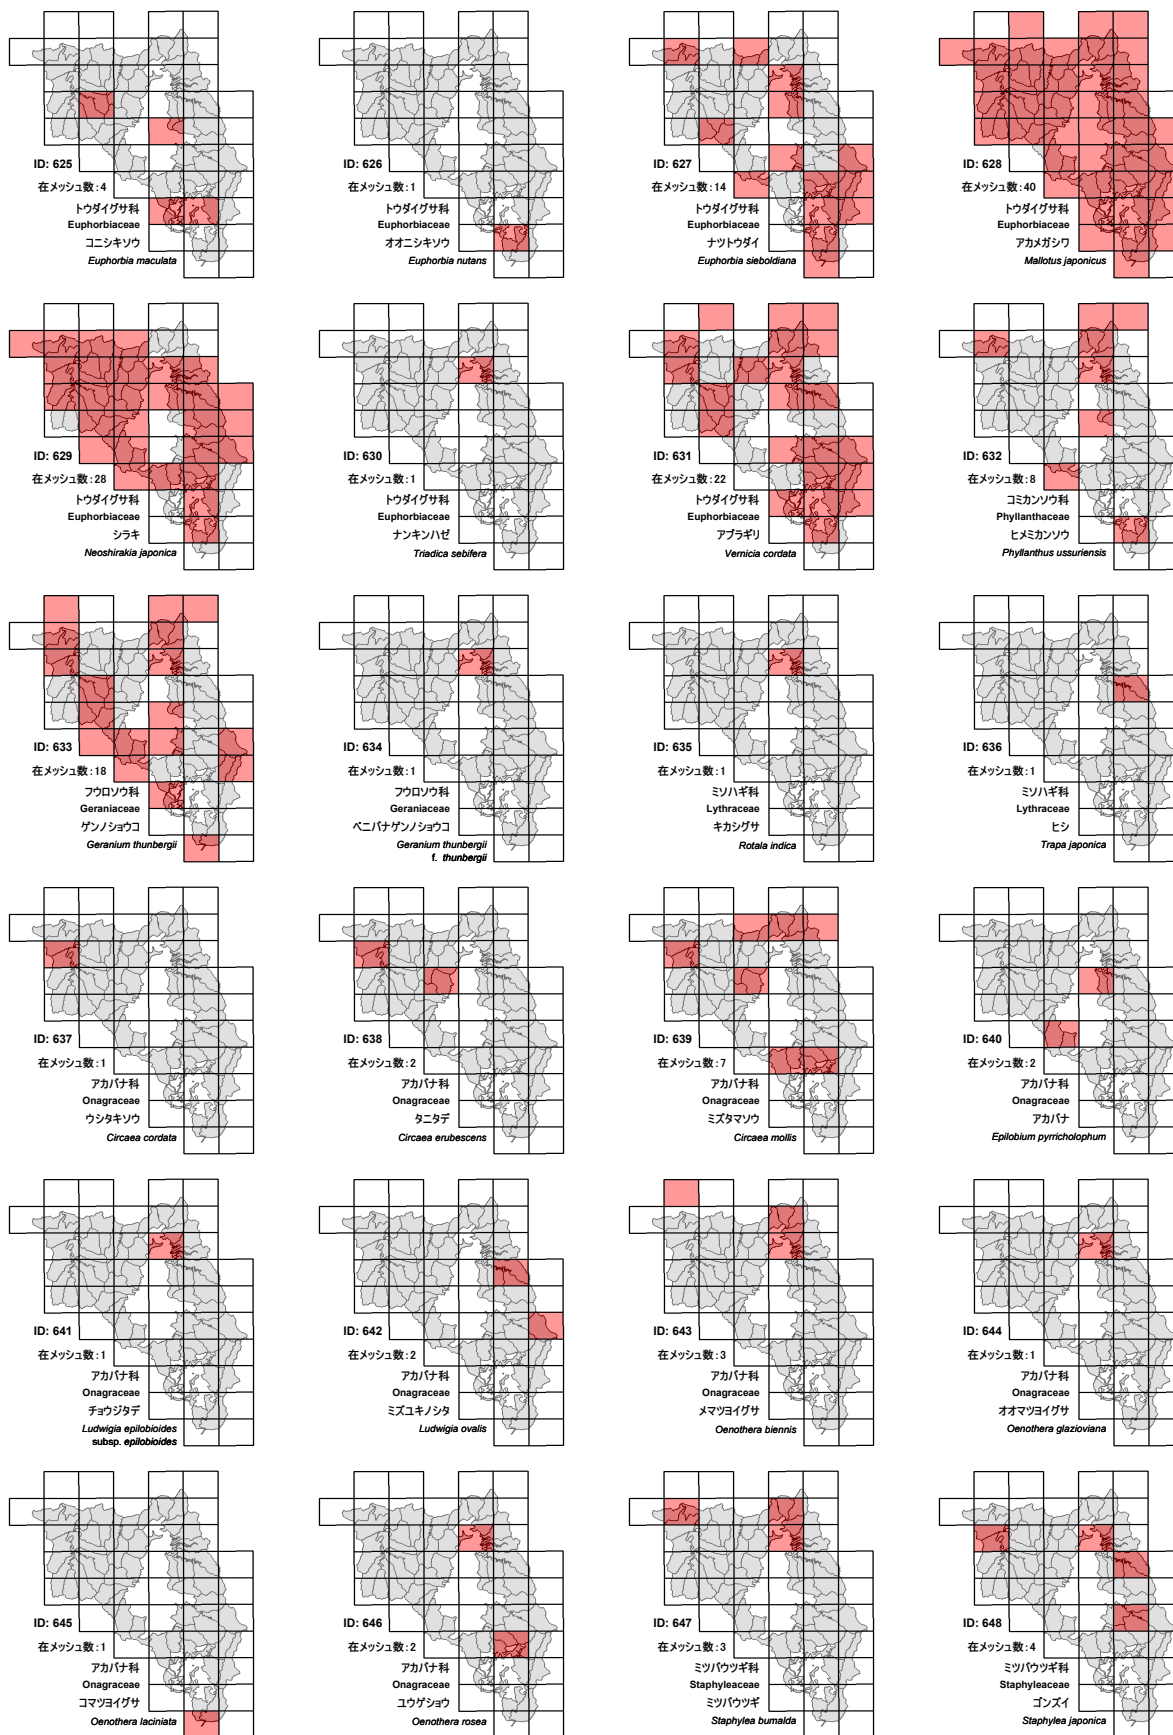 ID: 625
在メッシュ数:4
トウダイグサ科
Euphorbiaceae
コニシキソウ
Euphorbia maculata
ID: 626
在メッシュ数:1
トウダイグサ科
Euphorbiaceae
オオニシキソウ
Euphorbia nutans
ID: 627
在メッシュ数:14
トウダイグサ科
Euphorbiaceae
ナツトウダイ
Euphorbia sieboldiana
ID: 628
在メッシュ数:40
トウダイグサ科
Euphorbiaceae
アカメガシワ
Mallotus japonicus
ID: 629
在メッシュ数:28
トウダイグサ科
Euphorbiaceae
シラキ
Neoshirakia japonica
ID: 630
在メッシュ数:1
トウダイグサ科
Euphorbiaceae
ナンキンハゼ
Triadica sebifera
ID: 631
在メッシュ数:22
トウダイグサ科
Euphorbiaceae
アブラギリ
Vernicia cordata
ID: 632
在メッシュ数:8
コミカンソウ科
Phyllanthaceae
ヒメミカンソウ
Phyllanthus ussuriensis
ID: 633
在メッシュ数:18
フウロソウ科
Geraniaceae
ゲンノショウコ
Geranium thunbergii
ID: 634
在メッシュ数:1
フウロソウ科
Geraniaceae
ベニバナゲンノショウコ
Geranium thunbergii
f. thunbergii
ID: 635
在メッシュ数:1
ミソハギ科
Lythraceae
キカシグサ
Rotala indica
ID: 636
在メッシュ数:1
ミソハギ科
Lythraceae
ヒシ
Trapa japonica
ID: 637
在メッシュ数:1
アカバナ科
Onagraceae
ウシタキソウ
Circaea cordata
ID: 638
在メッシュ数:2
アカバナ科
Onagraceae
タニタデ
Circaea erubescens
ID: 639
在メッシュ数:7
アカバナ科
Onagraceae
ミズタマソウ
Circaea mollis
ID: 640
在メッシュ数:2
アカバナ科
Onagraceae
アカバナ
Epilobium pyrricholophum
ID: 641
在メッシュ数:1
アカバナ科
Onagraceae
チョウジタデ
Ludwigia epilobioides
subsp. epilobioides
ID: 642
在メッシュ数:2
アカバナ科
Onagraceae
ミズユキノシタ
Ludwigia ovalis
ID: 643
在メッシュ数:3
アカバナ科
Onagraceae
メマツヨイグサ
Oenothera biennis
ID: 644
在メッシュ数:1
アカバナ科
Onagraceae
オオマツヨイグサ
Oenothera glazioviana
ID: 645
在メッシュ数:1
アカバナ科
Onagraceae
コマツヨイグサ
Oenothera laciniata
ID: 646
在メッシュ数:2
アカバナ科
Onagraceae
ユウゲショウ
Oenothera rosea
ID: 647
在メッシュ数:3
ミツバウツギ科
Staphyleaceae
ミツバウツギ
Staphylea bumalda
ID: 648
在メッシュ数:4
ミツバウツギ科
Staphyleaceae
ゴンズイ
Staphylea japonica